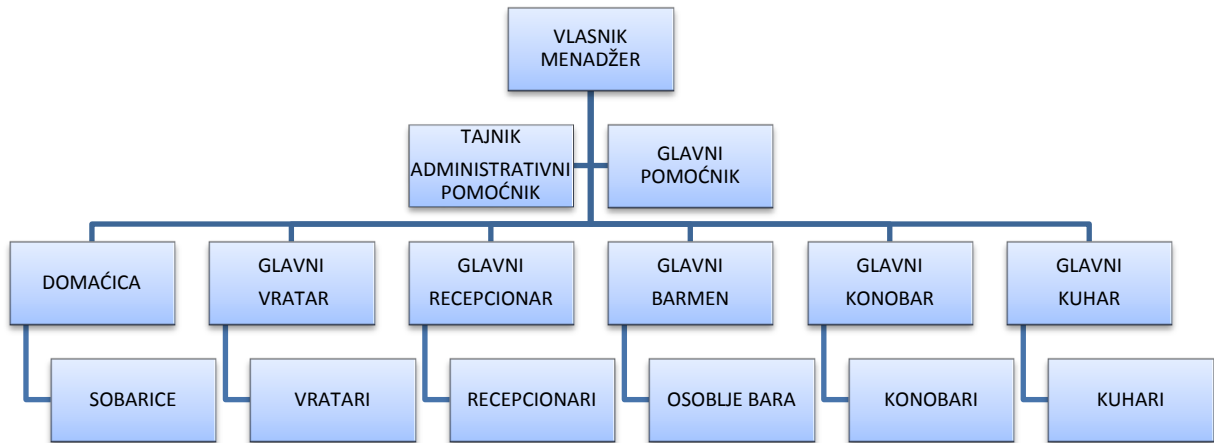 VLASNIK
MENADŽER
TAJNIK
ADMINISTRATIVNI
POMOĆNIK
GLAVNI
POMOĆNIK
DOMAĆICA
GLAVNI
VRATAR
GLAVNI
RECEPCIONAR
GLAVNI
BARMEN
GLAVNI
KONOBAR
GLAVNI
KUHAR
SOBARICE
VRATARI
RECEPCIONARI
OSOBLJE BARA
KONOBARI
KUHARI